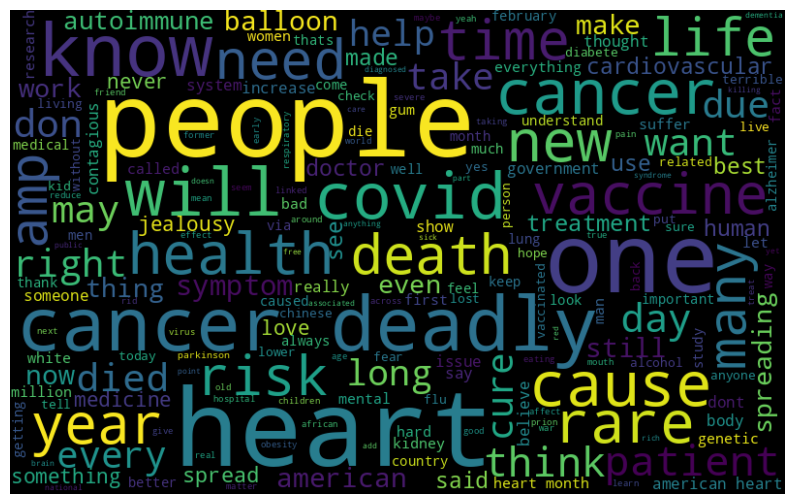 research autoimmune balloon women make february maybe yeah dementia
know need help time life
thats made thought diabete
work never system increase come everything cardiovascular terrible
don living friend diagnosed check take cancer due fact
medical contagious people care severe gum die month understand suffer live
without former early respiratory killing taking world much new want pain
amp kid called doctor well yes government related best alzheimer
reduce doesn seem linked part syndrome
may will covid vaccine
jealousy mean via bad show person use treatment put sure human
men effect around anything lung hope true let
right public health see death one many way
thank symptom free sick keep vaccinated back treat
someone thing rid caused associated really even feel first lost look important
cancer deadly man red day
next virus love chinese across issue study
white today parkinson lower always age fear say alcohol still anyone spreading
now died risk long cure cause
million point old hospital children mental flu eating mouth dont
tell medicine believe affect prion body
getting year heart african hard kidney war rich rare genetic
every give real obesity add good country think patient
something brain better spread matter american said heart month learn american heart
national